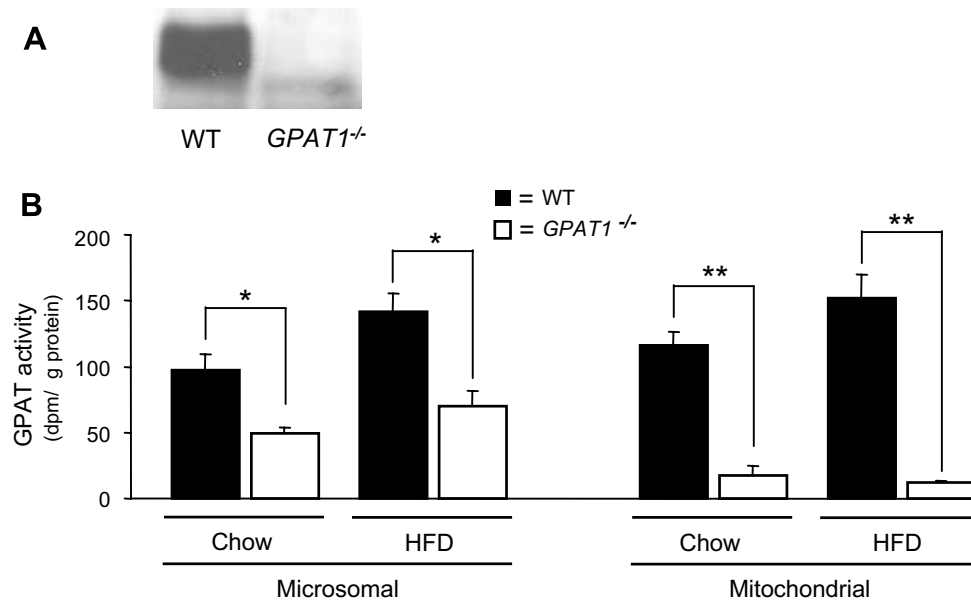 A
WT GPAT1-/-
B
= WT
= GPAT1 -/-
GPAT activity
(dpm/ g protein)
200
150
100
50
0
*
*
**
**
Chow HFD Chow HFD
Microsomal Mitochondrial